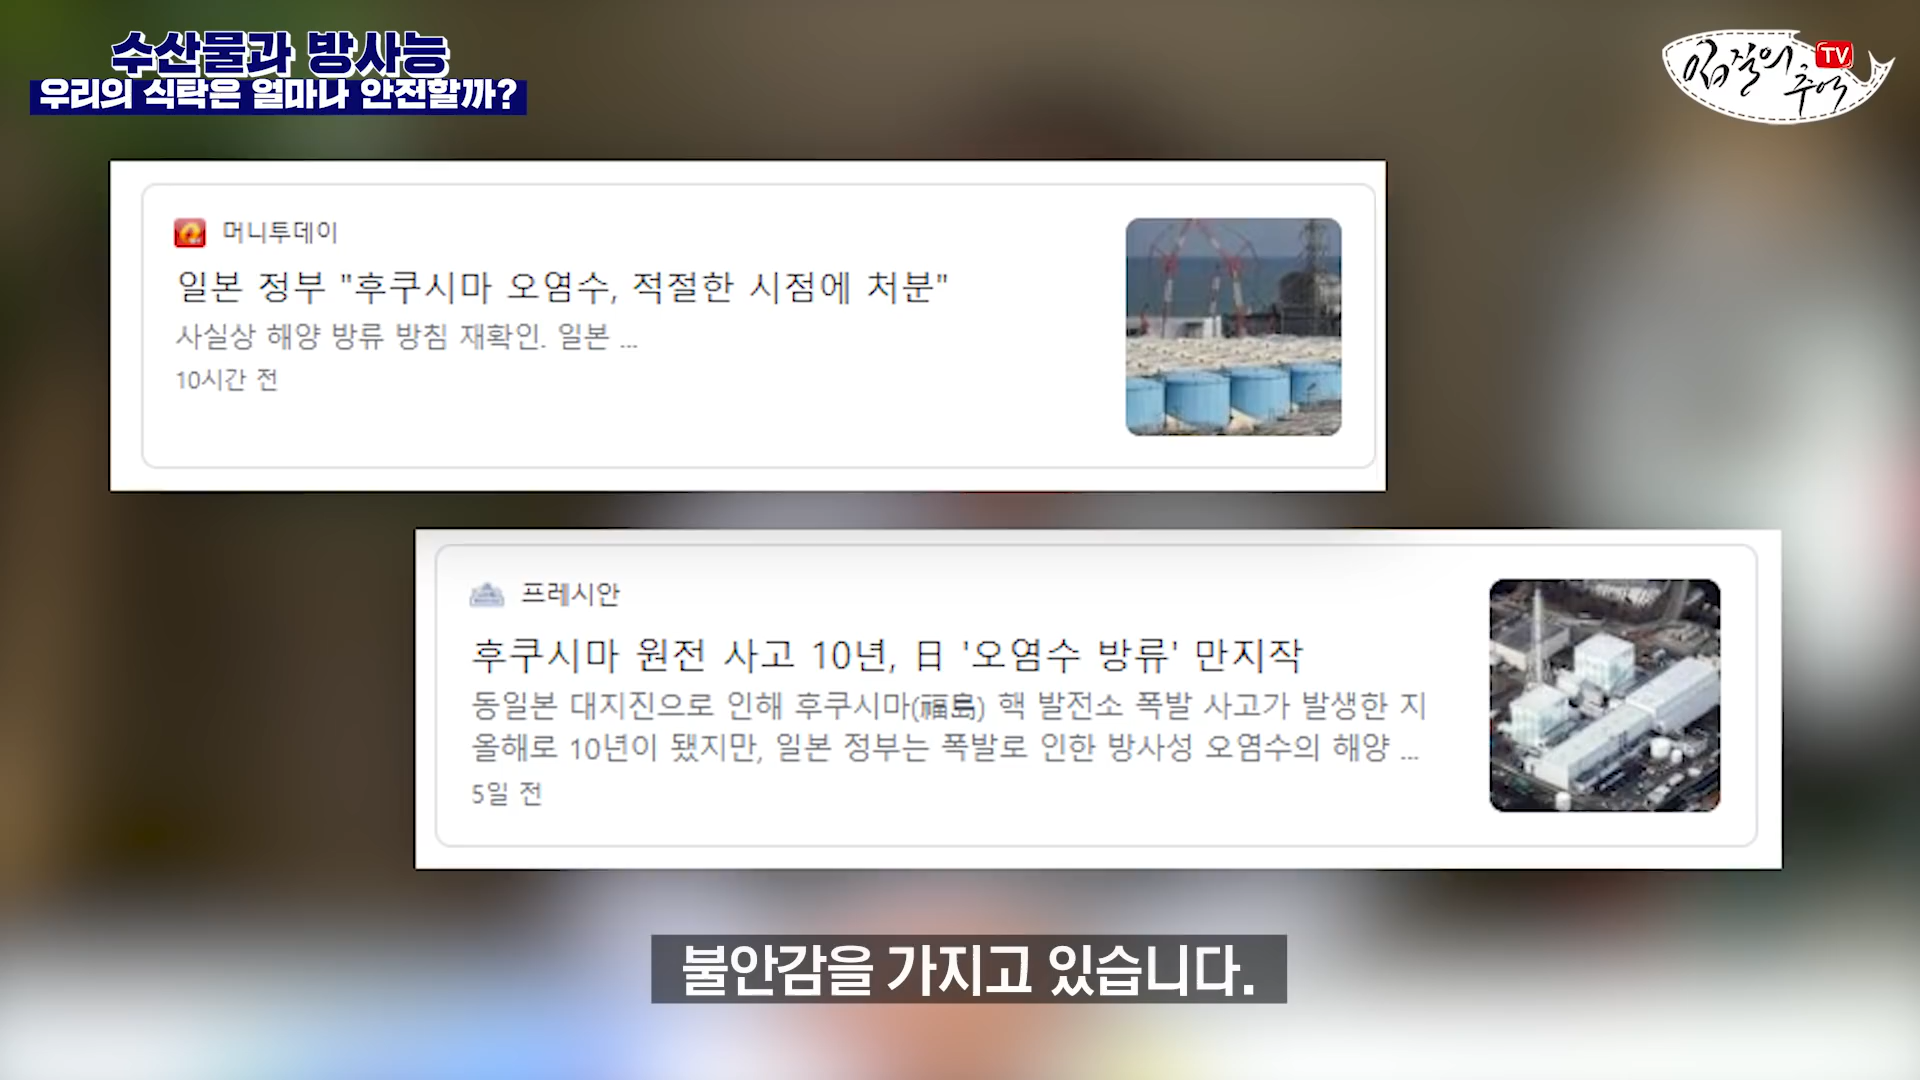 수산물과 방사능
우리의 식탁은 얼마나 안전할까?
입질의 추억 TV
머니투데이
일본 정부 "후쿠시마 오염수, 적절한 시점에 처분"
사실상 해양 방류 방침 재확인. 일본 ...
10시간 전
프레시안
후쿠시마 원전 사고 10년, 日 '오염수 방류' 만지작
동일본 대지진으로 인해 후쿠시마(福島) 핵 발전소 폭발 사고가 발생한 지
올해로 10년이 됐지만, 일본 정부는 폭발로 인한 방사성 오염수의 해양 ...
5일 전
불안감을 가지고 있습니다.